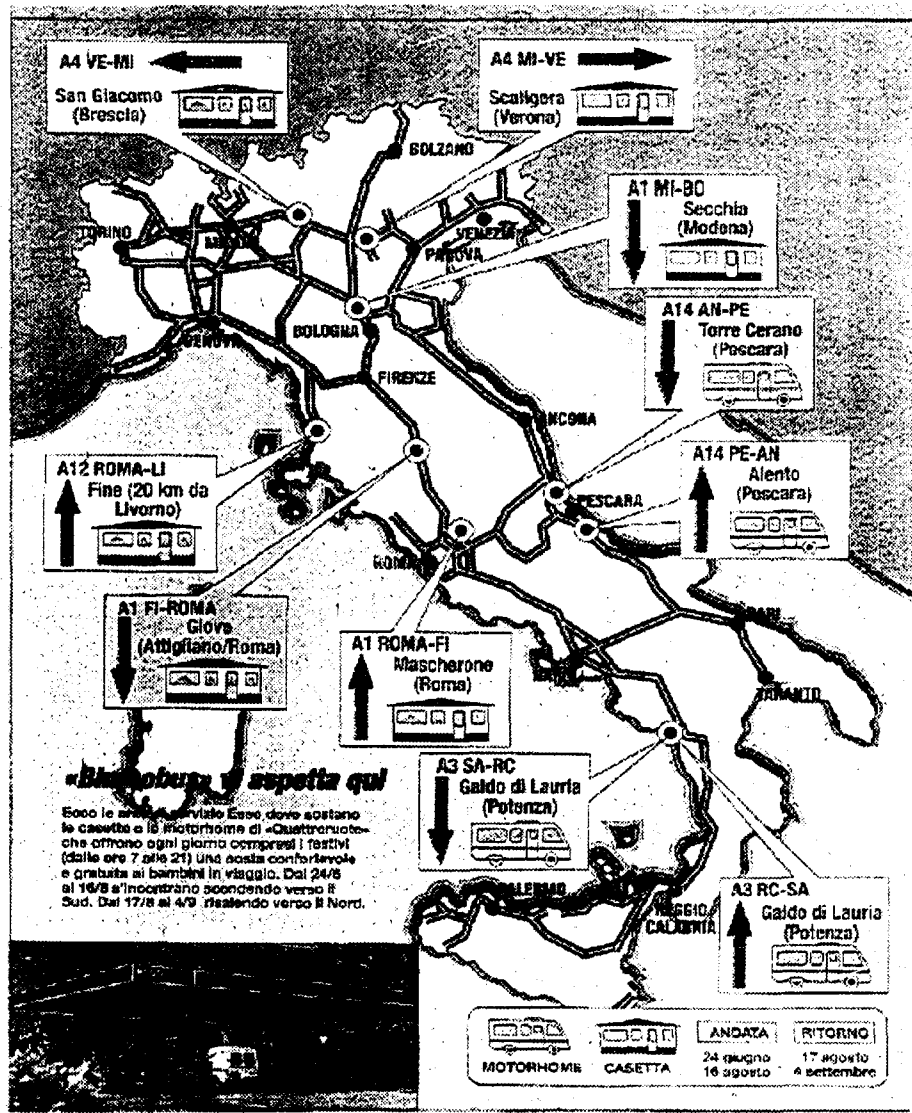 A4 VE-MI
San Giacomo
(Brescia)
A4 MI-VE
Scaligera
(Verona)
A1 MI-BO
Secchia
(Modena)
A14 AN-PE
Torre Cerano
(Pescara)
A14 PE-AN
Alento
(Pescara)
A12 ROMA-LI
Fine (20 km da
Livorno)
A1 FI-ROMA
Giove
(Attigliano/Roma)
A1 ROMA-FI
Mascherone
(Roma)
A3 SA-RC
Galdo di Lauria
(Potenza)
A3 RC-SA
Galdo di Lauria
(Potenza)
BOLZANO
TORINO
VENEZIA
PADOVA
GENOVA
BOLOGNA
FIRENZE
ANCONA
PESCARA
ROMA
BARI
TARANTO
PALERMO
REGGIO
CALABRIA
vi aspetta qui
Ecco le aree di servizio Esso dove sostano
le casette e le motorhome di «Quattroruote»
che offrono ogni giorno compresi i festivi
(dalle ore 7 alle 21) una sosta confortevole
e gratuita ai bambini in viaggio. Dal 24/6
al 16/8 s'incontrano scendendo verso il
Sud. Dal 17/8 al 4/9 risalendo verso il Nord.
MOTORHOME
CASETTA
ANDATA
24 giugno
16 agosto
RITORNO
17 agosto
4 settembre